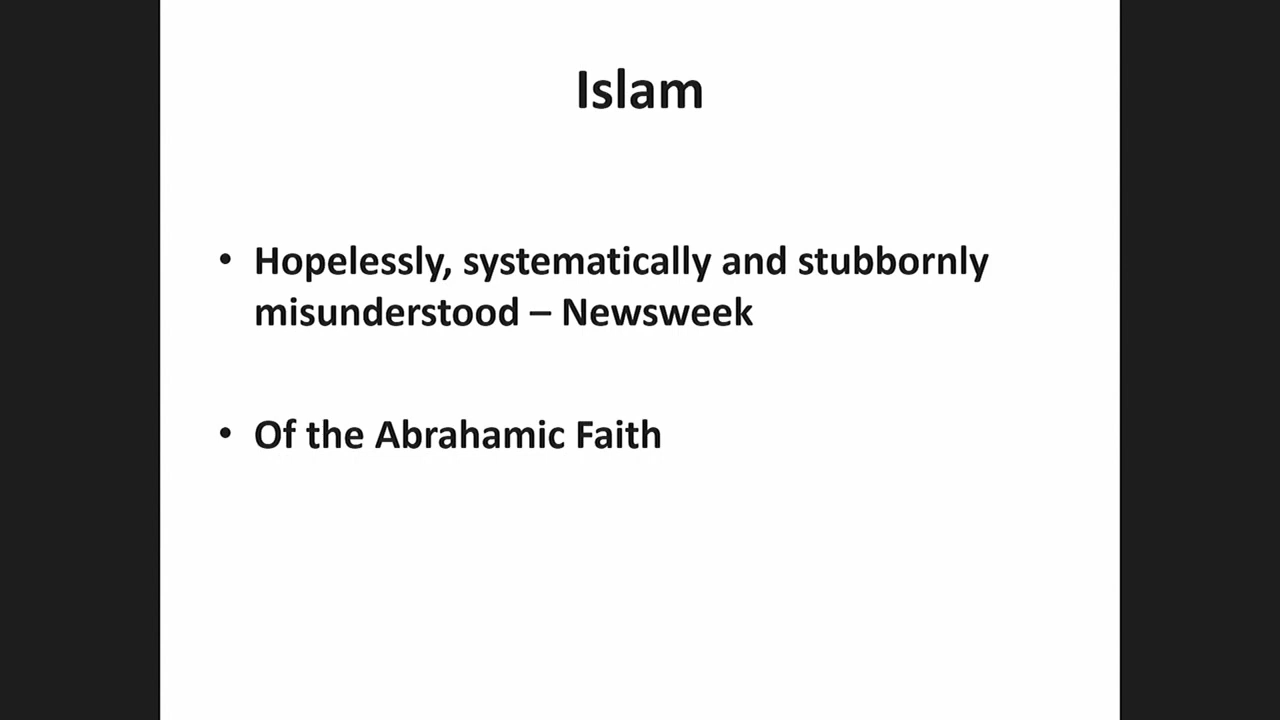 Islam
• Hopelessly, systematically and stubbornly
misunderstood – Newsweek
• Of the Abrahamic Faith